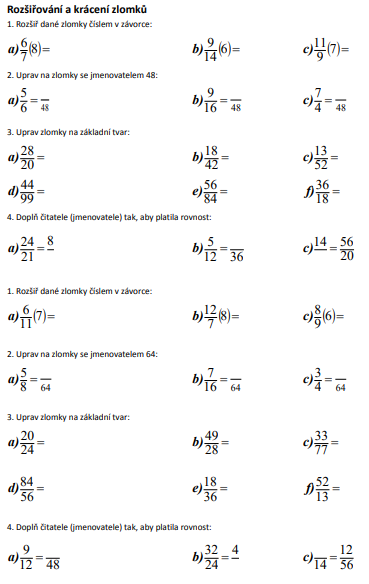 Rozšiřování a krácení zlomků
1. Rozšiř dané zlomky číslem v závorce:
a) 6/7 (8)= b) 9/14 (6)= c) 11/9 (7)=
2. Uprav na zlomky se jmenovatelem 48:
a) 5/6 = —/48 b) 9/16 = —/48 c) 7/4 = —/48
3. Uprav zlomky na základní tvar:
a) 28/20 = b) 18/42 = c) 13/52 =
d) 44/99 = e) 56/84 = f) 36/18 =
4. Doplň čitatele (jmenovatele) tak, aby platila rovnost:
a) 24/21 = 8/— b) 5/12 = —/36 c) 14/— = 56/20
1. Rozšiř dané zlomky číslem v závorce:
a) 6/11 (7)= b) 12/7 (8)= c) 8/9 (6)=
2. Uprav na zlomky se jmenovatelem 64:
a) 5/8 = —/64 b) 7/16 = —/64 c) 3/4 = —/64
3. Uprav zlomky na základní tvar:
a) 20/24 = b) 49/28 = c) 33/77 =
d) 84/56 = e) 18/36 = f) 52/13 =
4. Doplň čitatele (jmenovatele) tak, aby platila rovnost:
a) 9/12 = —/48 b) 32/24 = 4/— c) —/14 = 12/56